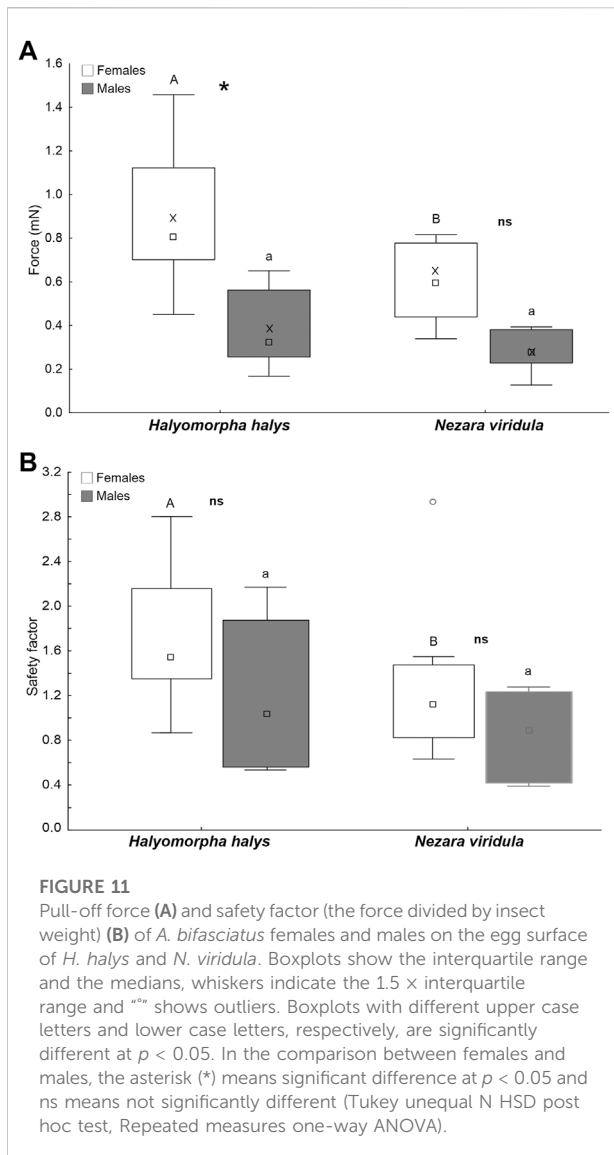 A
Females
Males
1.6
1.4
1.2
1.0
0.8
0.6
0.4
0.2
0.0
Force (mN)
A
*
a
B
ns
a
Halyomorpha halys
Nezara viridula
B
Females
Males
3.2
2.8
2.4
2.0
1.6
1.2
0.8
0.4
0.0
Safety factor
A
ns
a
B
ns
a
Halyomorpha halys
Nezara viridula
FIGURE 11
Pull-off force (A) and safety factor (the force divided by insect
weight) (B) of A. bifasciatus females and males on the egg surface
of H. halys and N. viridula. Boxplots show the interquartile range
and the medians, whiskers indicate the 1.5 × interquartile
range and “°” shows outliers. Boxplots with different upper case
letters and lower case letters, respectively, are significantly
different at p < 0.05. In the comparison between females and
males, the asterisk (*) means significant difference at p < 0.05 and
ns means not significantly different (Tukey unequal N HSD post
hoc test, Repeated measures one-way ANOVA).